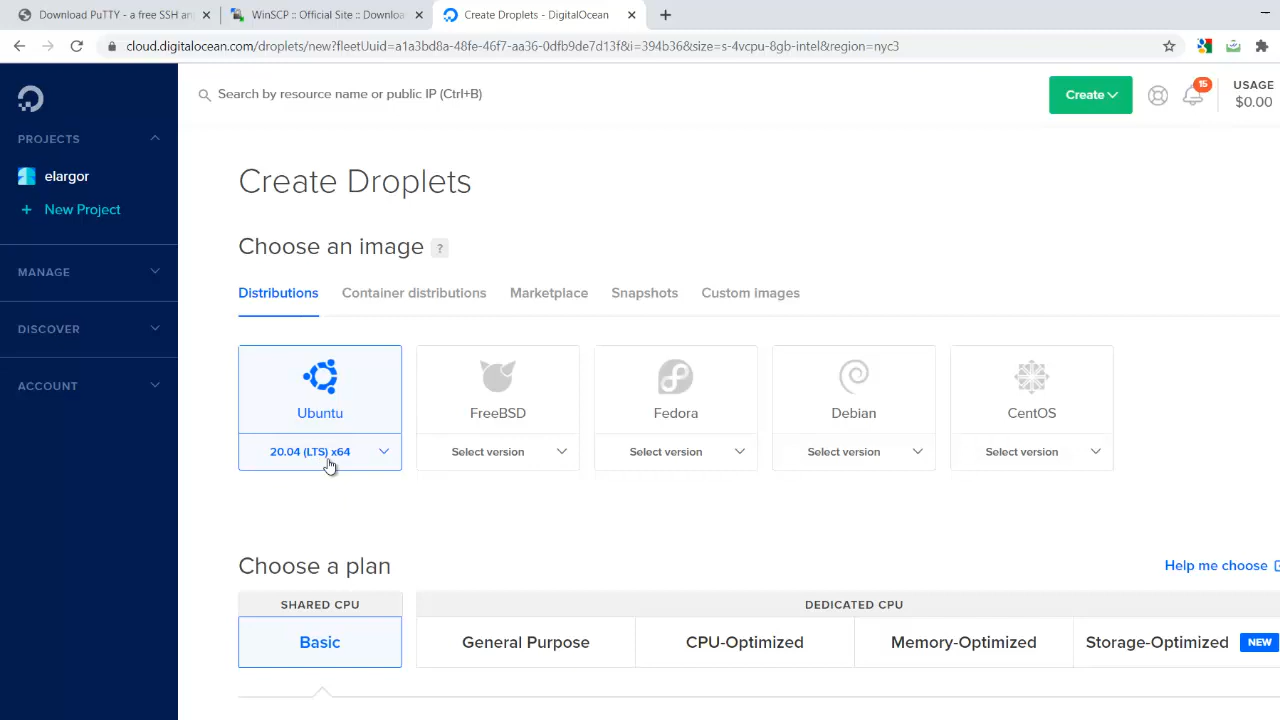 Download PuTTY - a free SSH an
WinSCP :: Official Site :: Downloa
Create Droplets - DigitalOcean
cloud.digitalocean.com/droplets/new?fleetUuid=a1a3bd8a-48fe-46f7-aa36-0dfb9de7d13f&i=394b36&size=s-4vcpu-8gb-intel&region=nyc3
Search by resource name or public IP (Ctrl+B)
Create
15
USAGE
$0.00
PROJECTS
elargor
+ New Project
MANAGE
DISCOVER
ACCOUNT
Create Droplets
Choose an image ?
Distributions Container distributions Marketplace Snapshots Custom images
Ubuntu FreeBSD Fedora Debian CentOS
20.04 (LTS) x64 Select version Select version Select version Select version
Choose a plan
Help me choose
SHARED CPU DEDICATED CPU
Basic General Purpose CPU-Optimized Memory-Optimized Storage-Optimized NEW